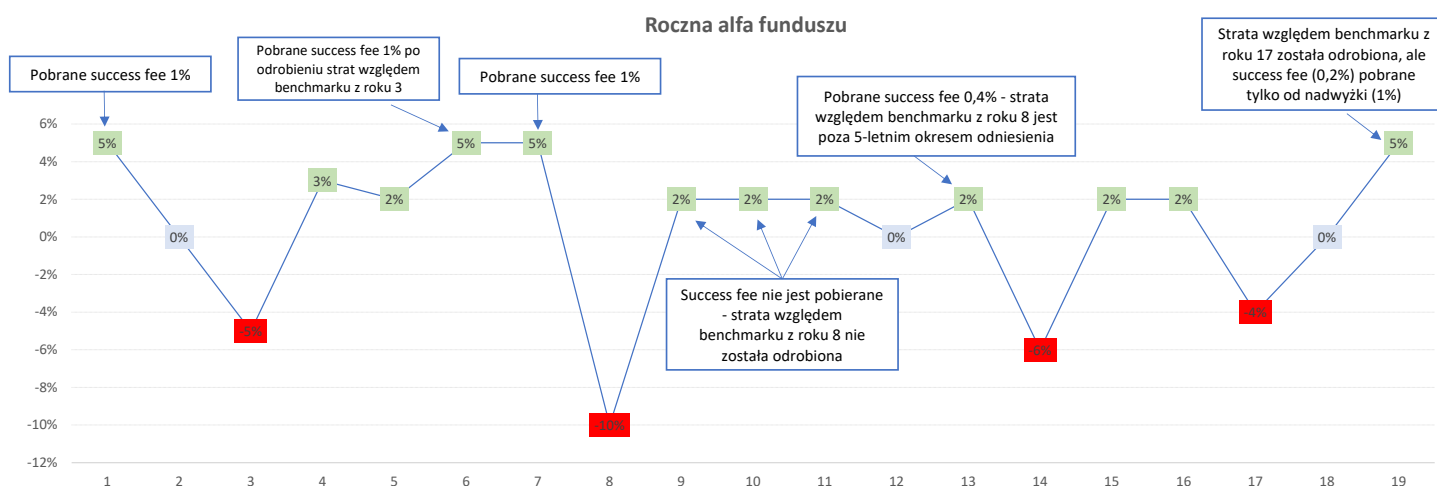 Roczna alfa funduszu
Pobrane success fee 1%
Pobrane success fee 1% po
odrobieniu strat względem
benchmarku z roku 3
Pobrane success fee 1%
Pobrane success fee 0,4% - strata
względem benchmarku z roku 8 jest
poza 5-letnim okresem odniesienia
Strata względem benchmarku z
roku 17 została odrobiona, ale
success fee (0,2%) pobrane
tylko od nadwyżki (1%)
Success fee nie jest pobierane
- strata względem
benchmarku z roku 8 nie
została odrobiona
6%
4%
2%
0%
-2%
-4%
-6%
-8%
-10%
-12%
5%
0%
-5%
3%
2%
5%
5%
-10%
2%
2%
2%
0%
2%
-6%
2%
2%
-4%
0%
5%
1 2 3 4 5 6 7 8 9 10 11 12 13 14 15 16 17 18 19